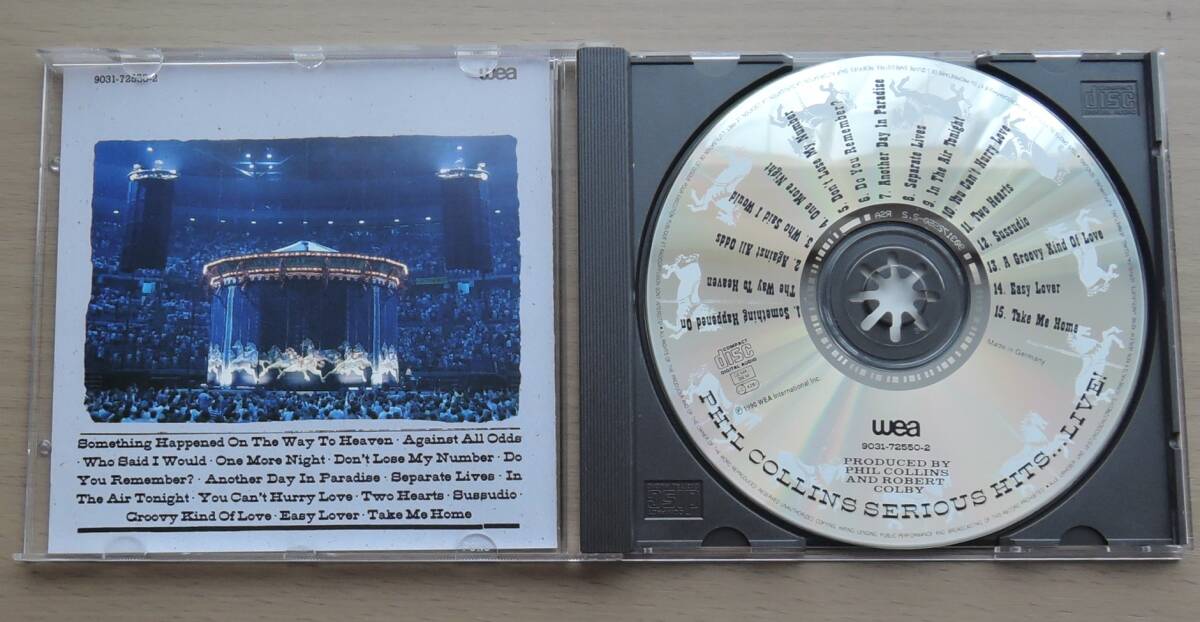 9031-72550-2
wea
Something Happened On The Way To Heaven · Against All Odds
· Who Said I Would · One More Night · Don't Lose My Number · Do
You Remember? · Another Day In Paradise · Separate Lives · In
The Air Tonight · You Can't Hurry Love · Two Hearts · Sussudio ·
Groovy Kind Of Love · Easy Lover · Take Me Home
disc
1. Something Happened On
The Way To Heaven
2. Against All Odds
3. Who Said I Would
4. One More Night
5. Don't Lose My Number
6. Do You Remember?
7. Another Day In Paradise
8. Separate Lives
9. In The Air Tonight
10. You Can't Hurry Love
11. Two Hearts
12. Sussudio
13. A Groovy Kind Of Love
14. Easy Lover
15. Take Me Home
Made in Germany
COMPACT
disc
DIGITAL AUDIO
℗ 1990 WEA International Inc.
wea
9031-72550-2
PRODUCED BY
PHIL COLLINS
AND ROBERT
COLBY
PHIL COLLINS SERIOUS HITS...LIVE!